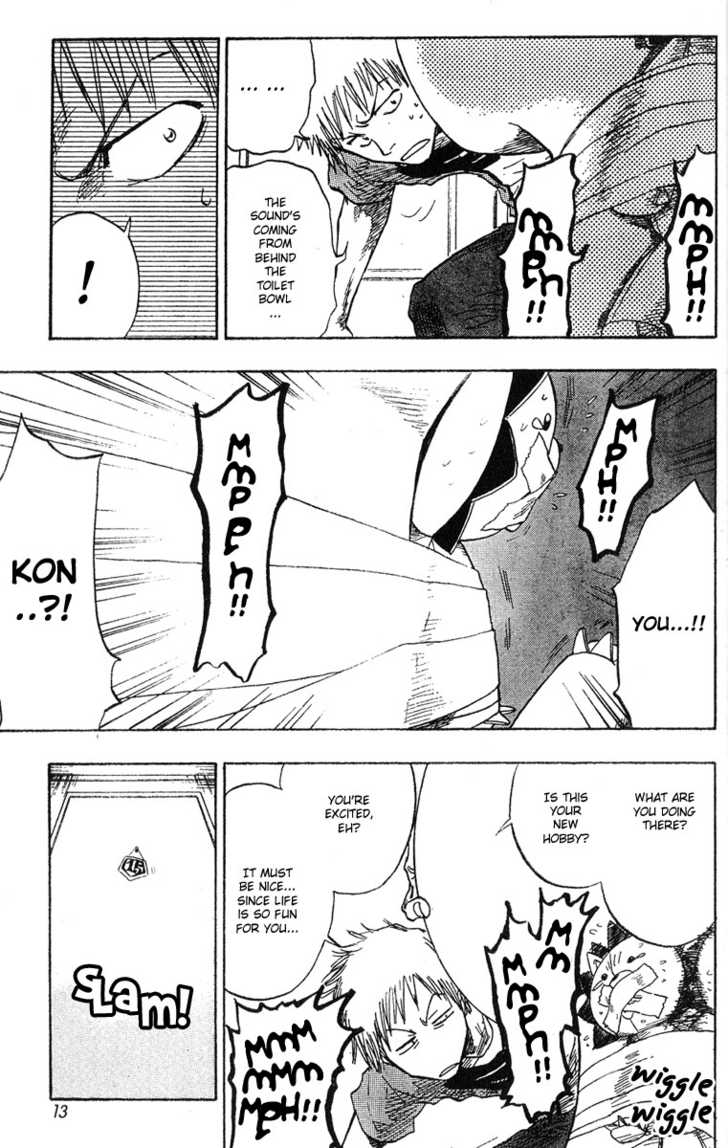 MMPH!!
MMPH!!
... ...
THE
SOUND'S
COMING
FROM
BEHIND
THE
TOILET
BOWL
...
!
YOU...!!
MPH!!
MMPH!!
KON
..?!
WHAT ARE
YOU DOING
THERE?
IS THIS
YOUR
NEW
HOBBY?
MM
MMPH!!
wiggle
wiggle
YOU'RE
EXCITED,
EH?
IT MUST
BE NICE...
SINCE LIFE
IS SO FUN
FOR YOU...
MMM
MMM
MPH!!
15
SLam!
13